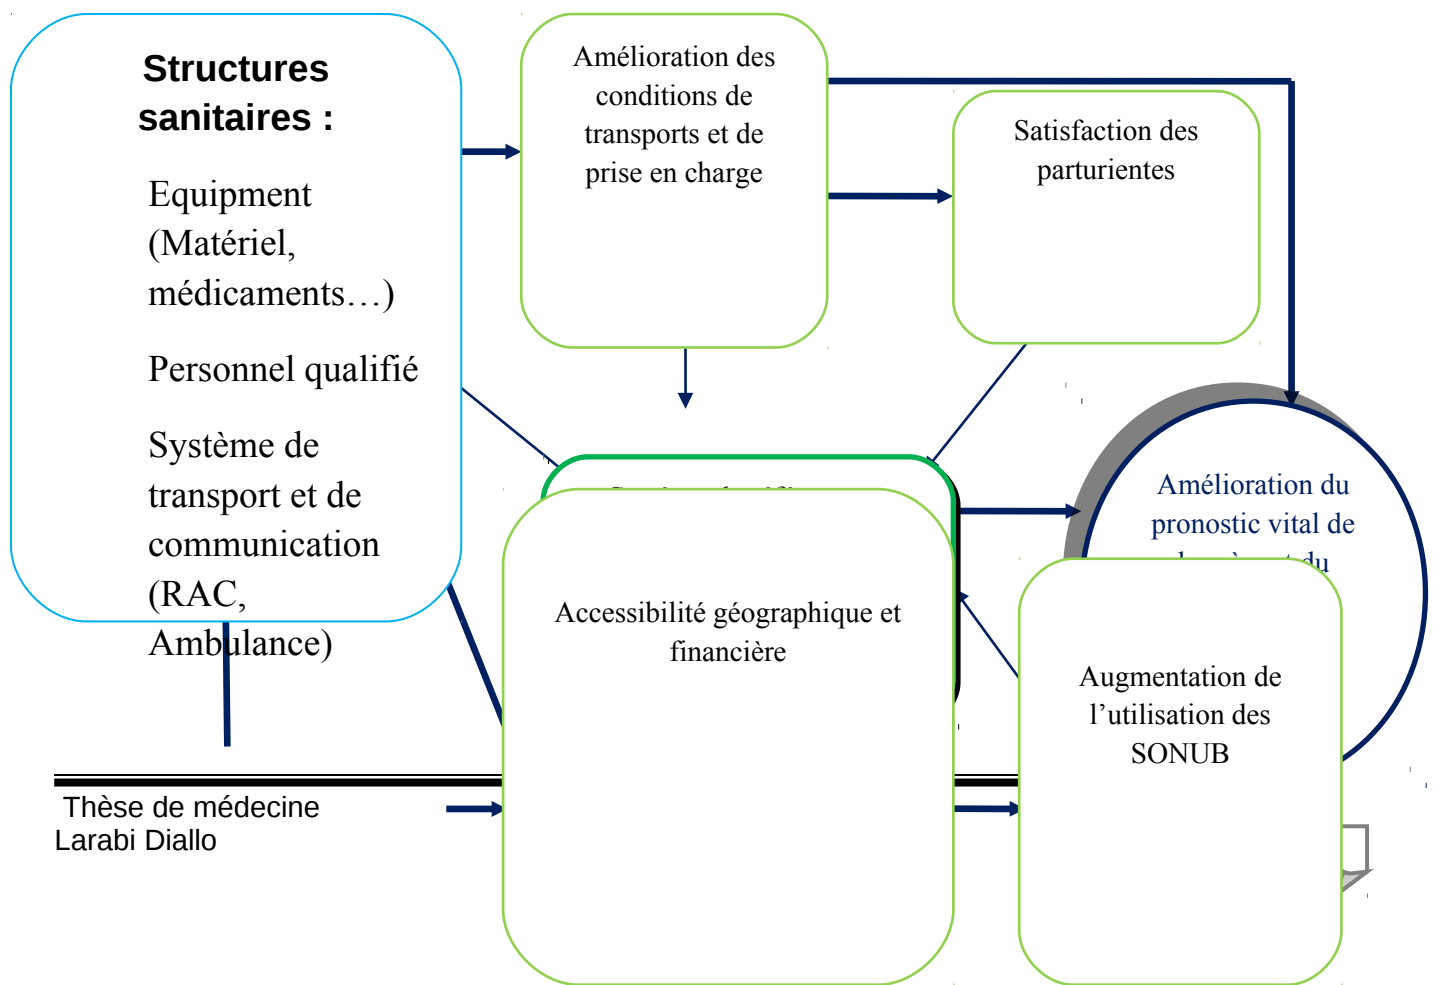 Structures
sanitaires :
Equipment
(Matériel,
médicaments…)
Personnel qualifié
Système de
transport et de
communication
(RAC,
Ambulance)
Amélioration des
conditions de
transports et de
prise en charge
Satisfaction des
parturientes
Amélioration du
pronostic vital de
du
Accessibilité géographique et
financière
Augmentation de
l’utilisation des
SONUB
Thèse de médecine
Larabi Diallo